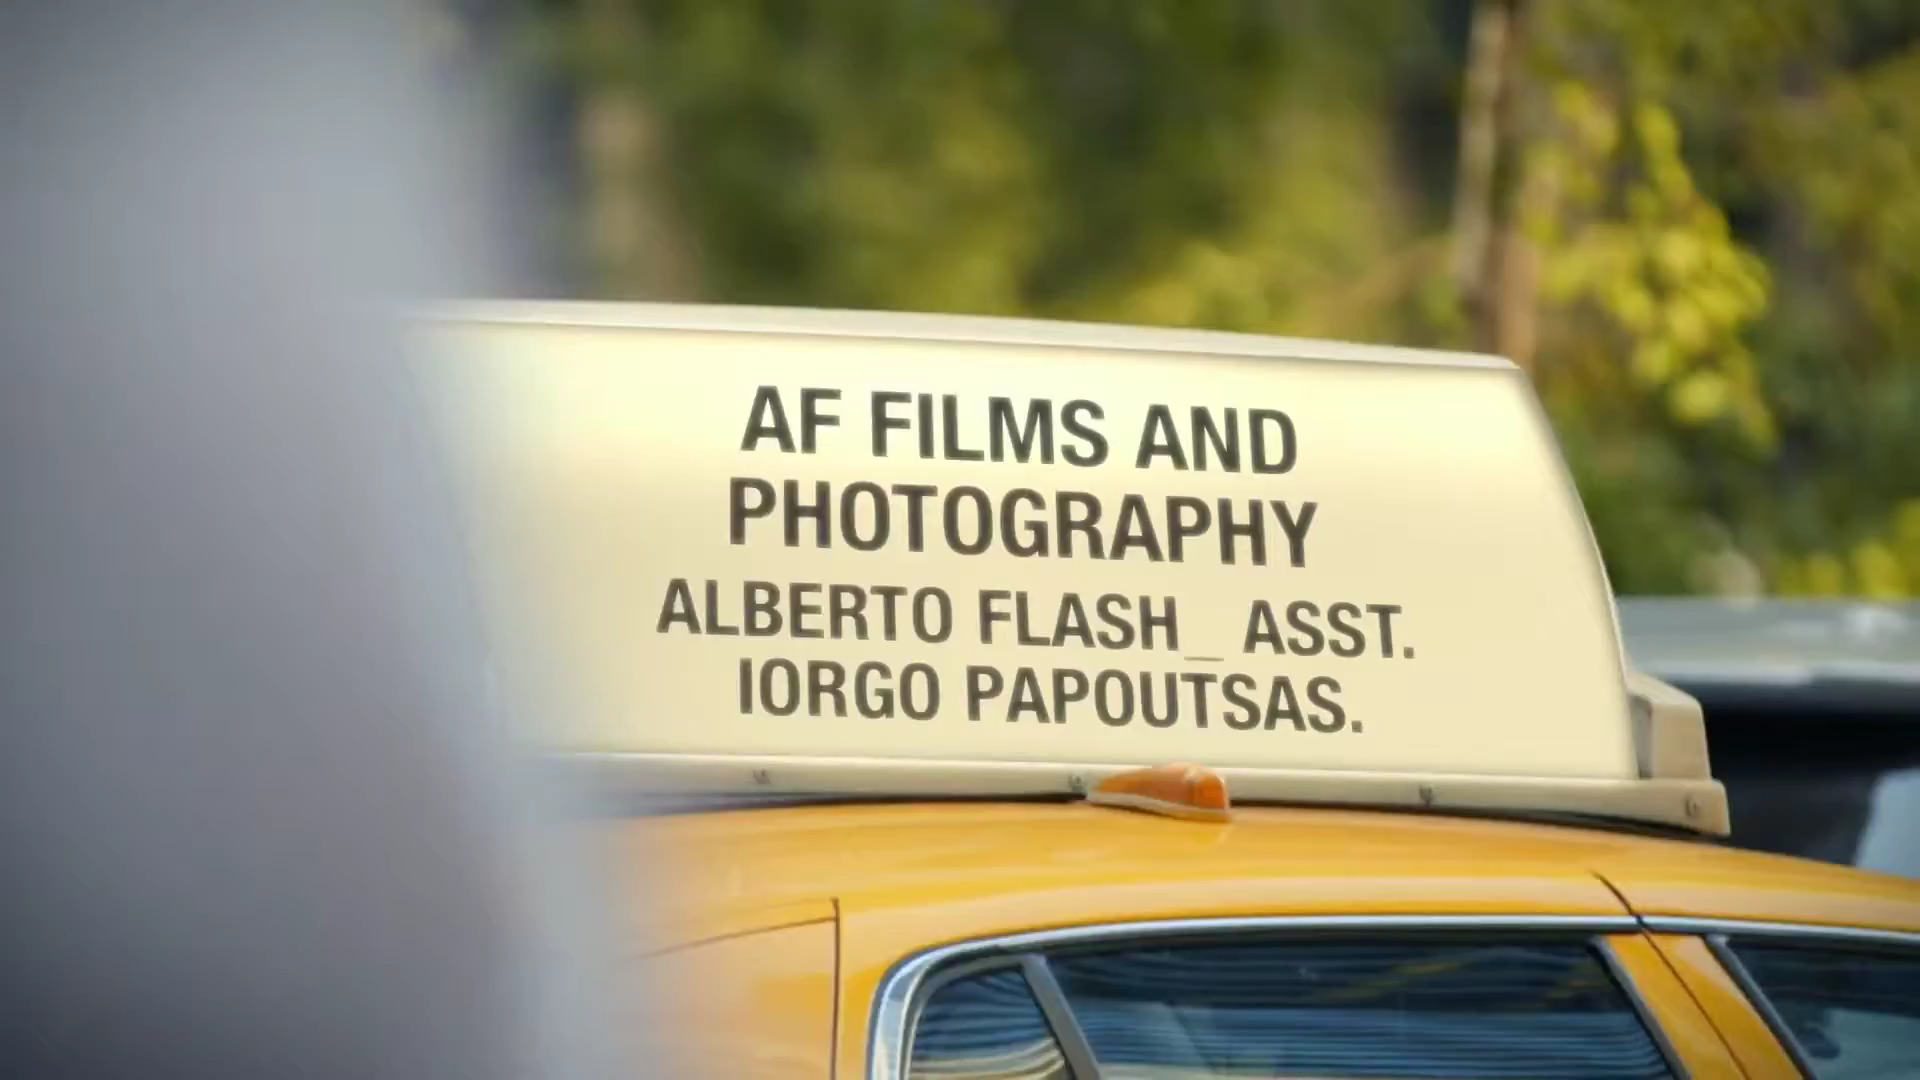 AF FILMS AND
PHOTOGRAPHY
ALBERTO FLASH_ ASST.
IORGO PAPOUTSAS.